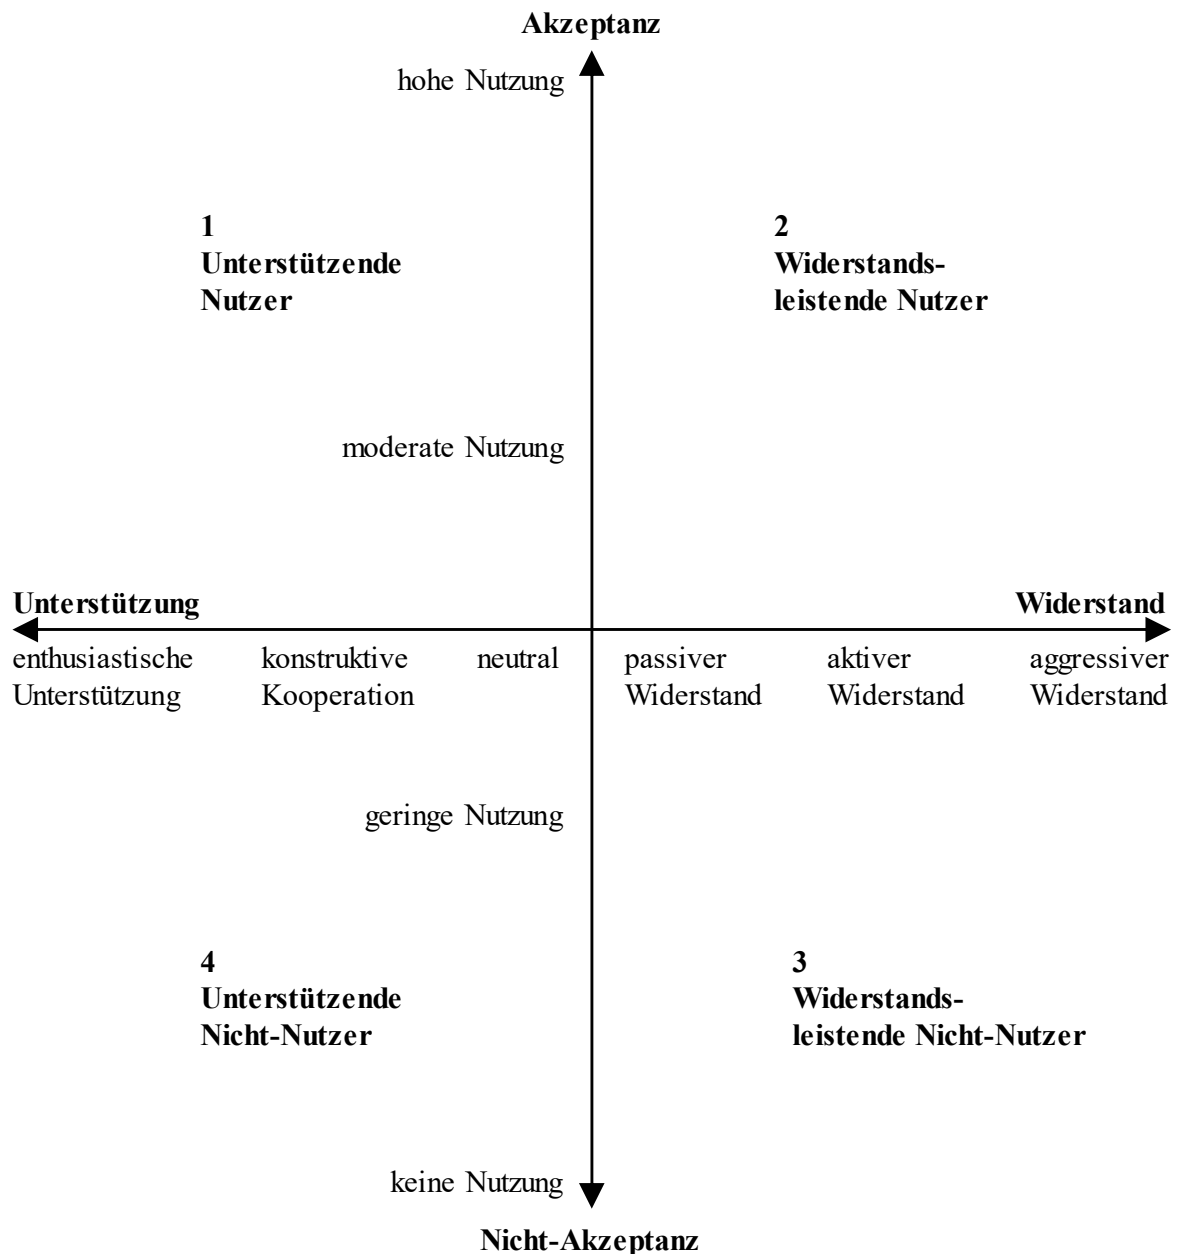 Akzeptanz
hohe Nutzung
1
Unterstützende
Nutzer
2
Widerstands-
leistende Nutzer
moderate Nutzung
Unterstützung
Widerstand
enthusiastische
Unterstützung
konstruktive
Kooperation
neutral
passiver
Widerstand
aktiver
Widerstand
aggressiver
Widerstand
geringe Nutzung
4
Unterstützende
Nicht-Nutzer
3
Widerstands-
leistende Nicht-Nutzer
keine Nutzung
Nicht-Akzeptanz